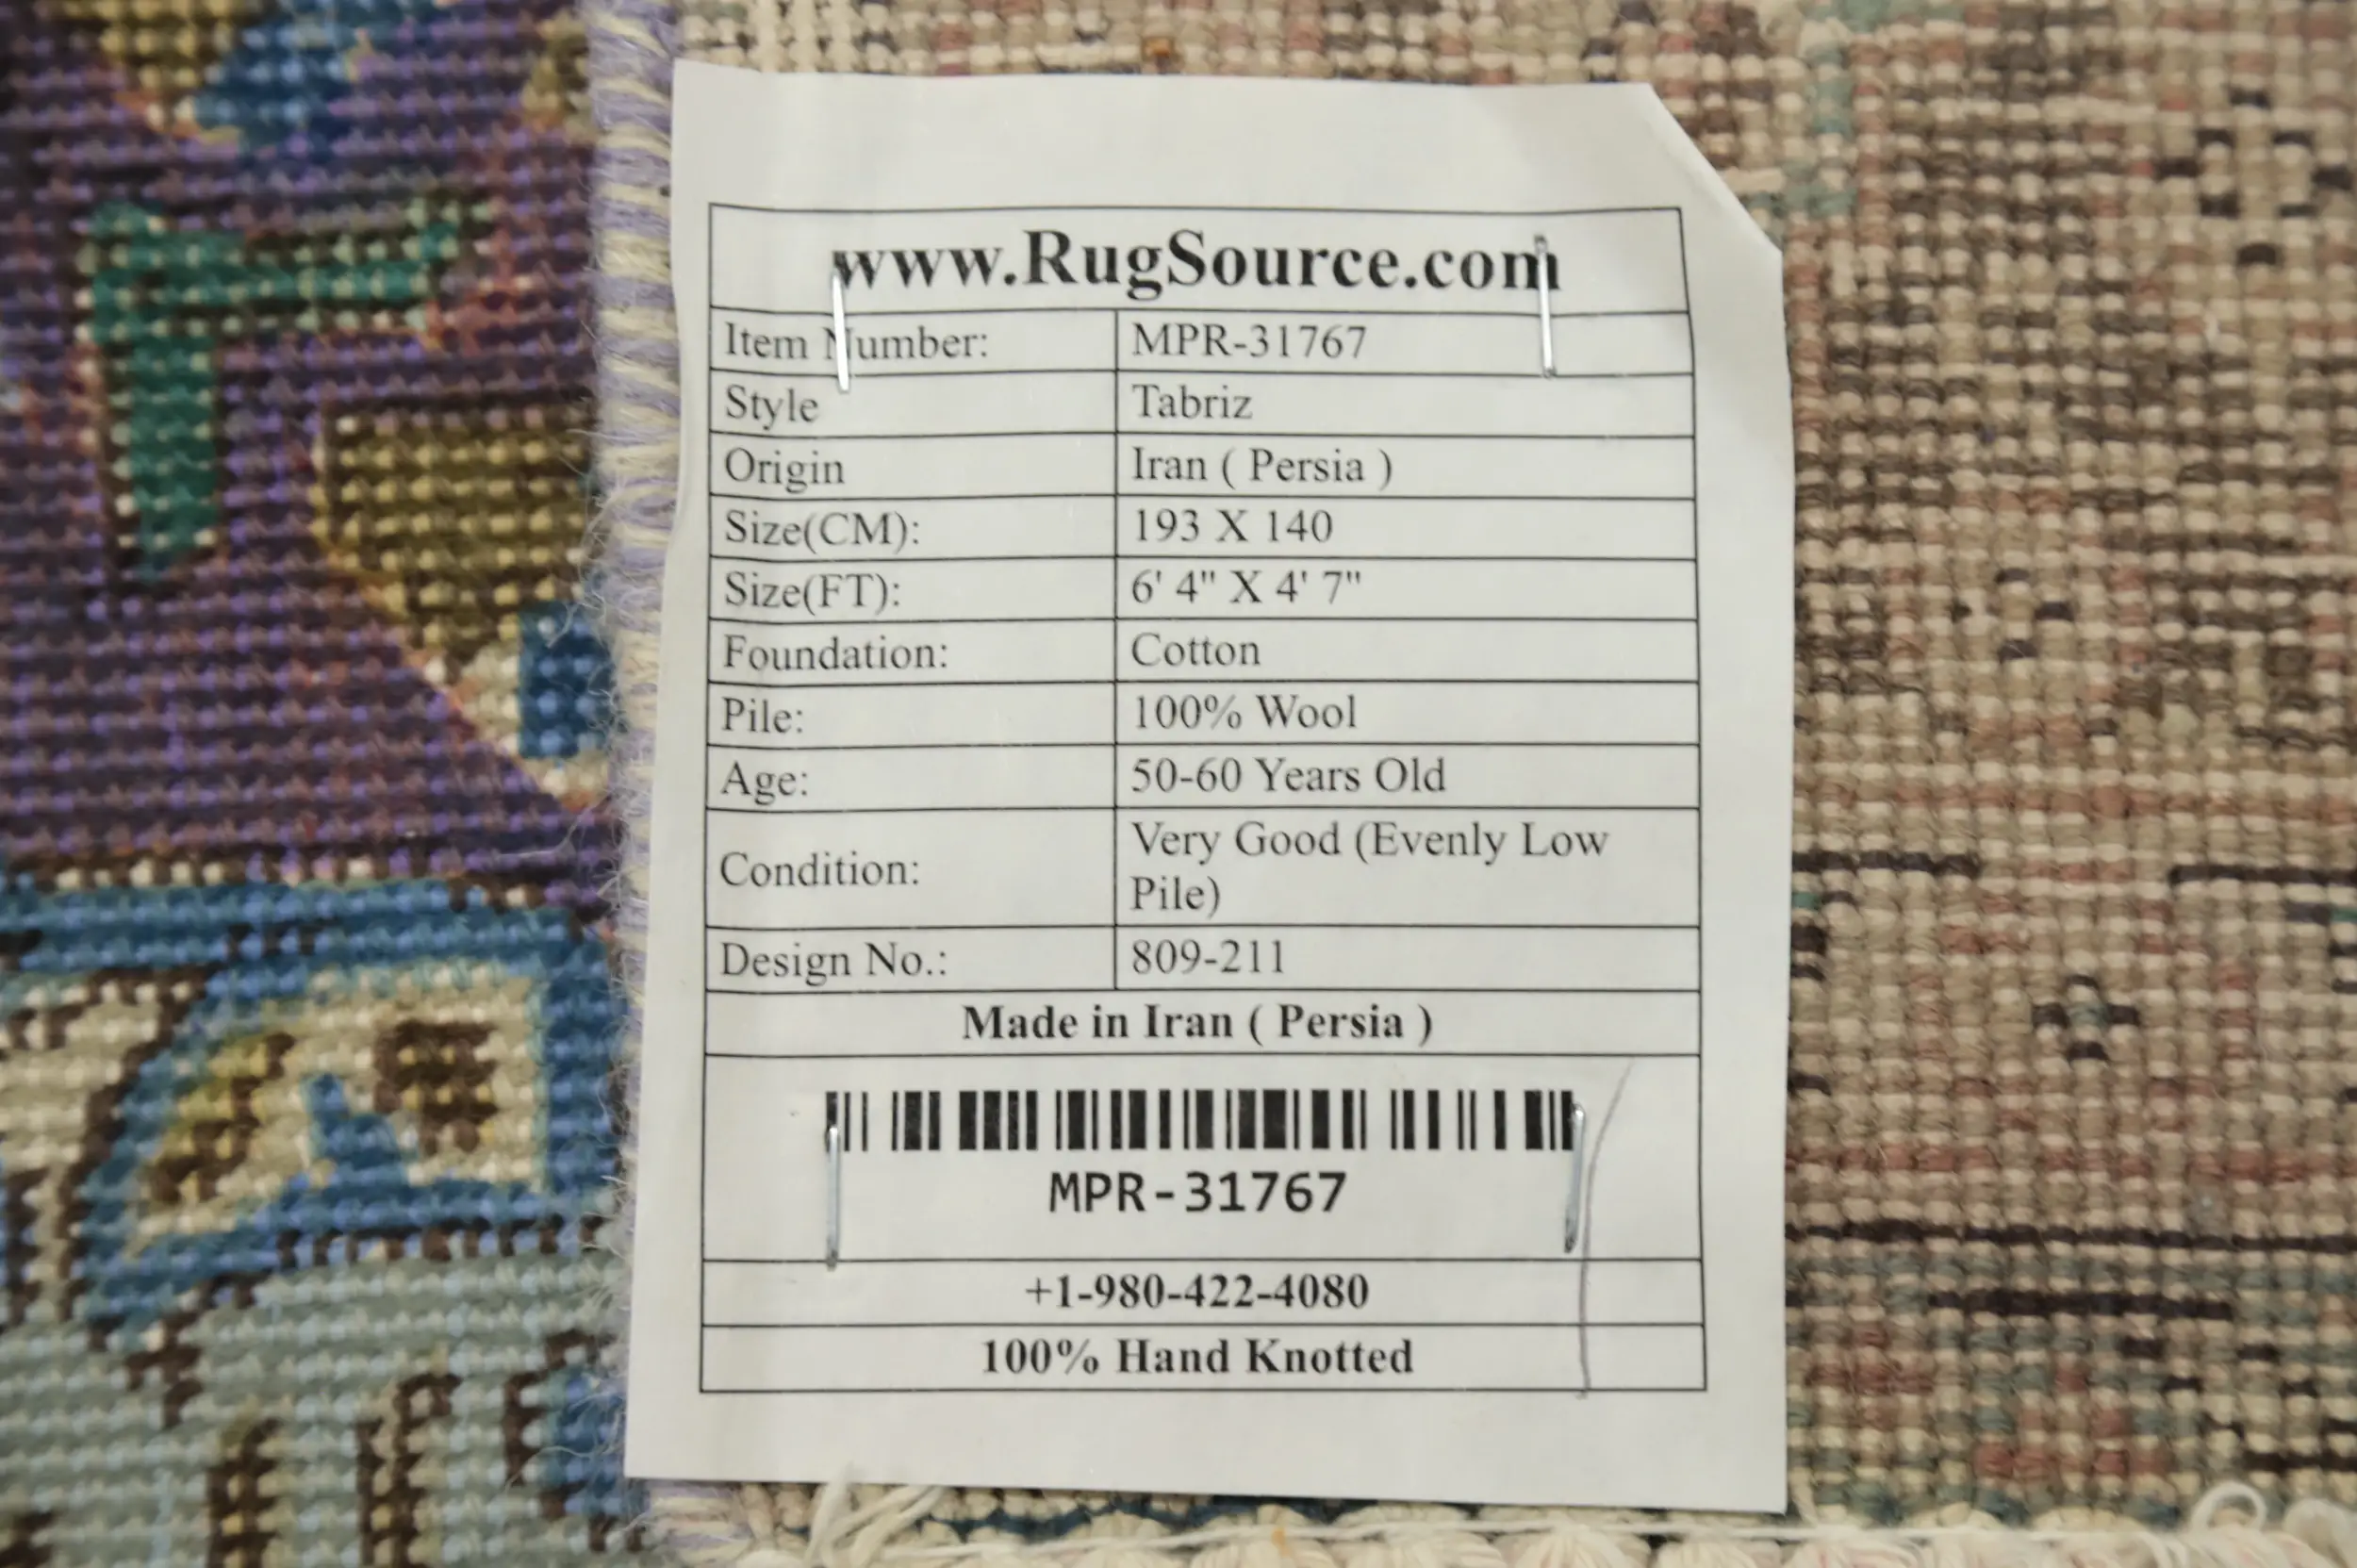 www.RugSource.com
Item Number: MPR-31767
Style Tabriz
Origin Iran ( Persia )
Size(CM): 193 X 140
Size(FT): 6' 4" X 4' 7"
Foundation: Cotton
Pile: 100% Wool
Age: 50-60 Years Old
Condition: Very Good (Evenly Low
Pile)
Design No.: 809-211
Made in Iran ( Persia )
MPR-31767
+1-980-422-4080
100% Hand Knotted